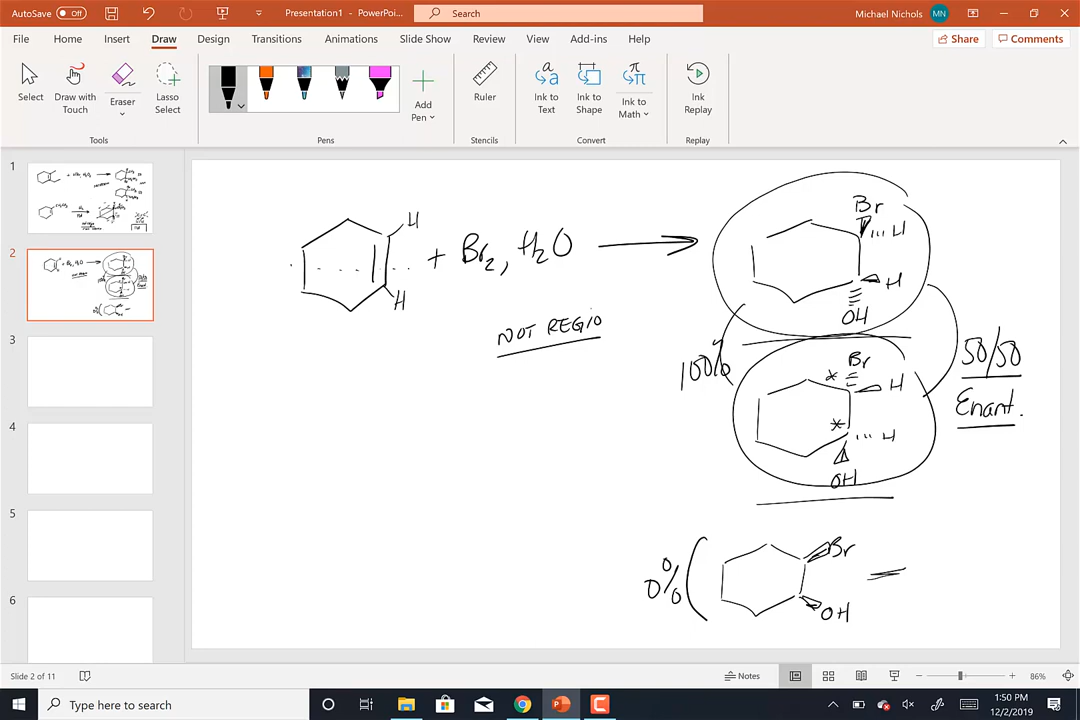 AutoSave Off Presentation1 - PowerPoi... Search Michael Nichols MN
File Home Insert Draw Design Transitions Animations Slide Show Review View Add-ins Help Share Comments
Select Draw with Touch Eraser Lasso Select Add Pen Ruler Ink to Text Ink to Shape Ink to Math Ink Replay
Tools Pens Stencils Convert Replay
1
2
3
4
5
6
H
+ Br2, H2O
H
NOT REGIO
Br
H
H
OH
100%
Br
* H
* H
OH
50/50
Enant.
0%
Br
OH
Slide 2 of 11 Notes 86%
Type here to search 1:50 PM
12/2/2019